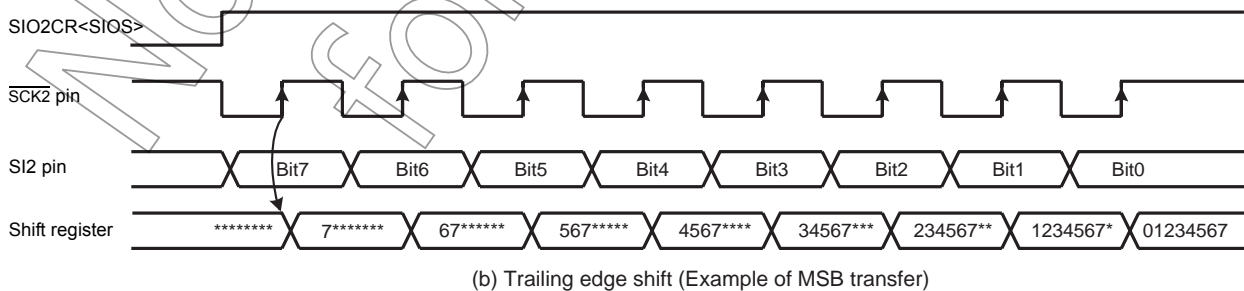 SIO2CR<SIOS>
SCK2 pin
SI2 pin Bit7 Bit6 Bit5 Bit4 Bit3 Bit2 Bit1 Bit0
Shift register ******** 7******* 67****** 567***** 4567**** 34567*** 234567** 1234567* 01234567
(b) Trailing edge shift (Example of MSB transfer)